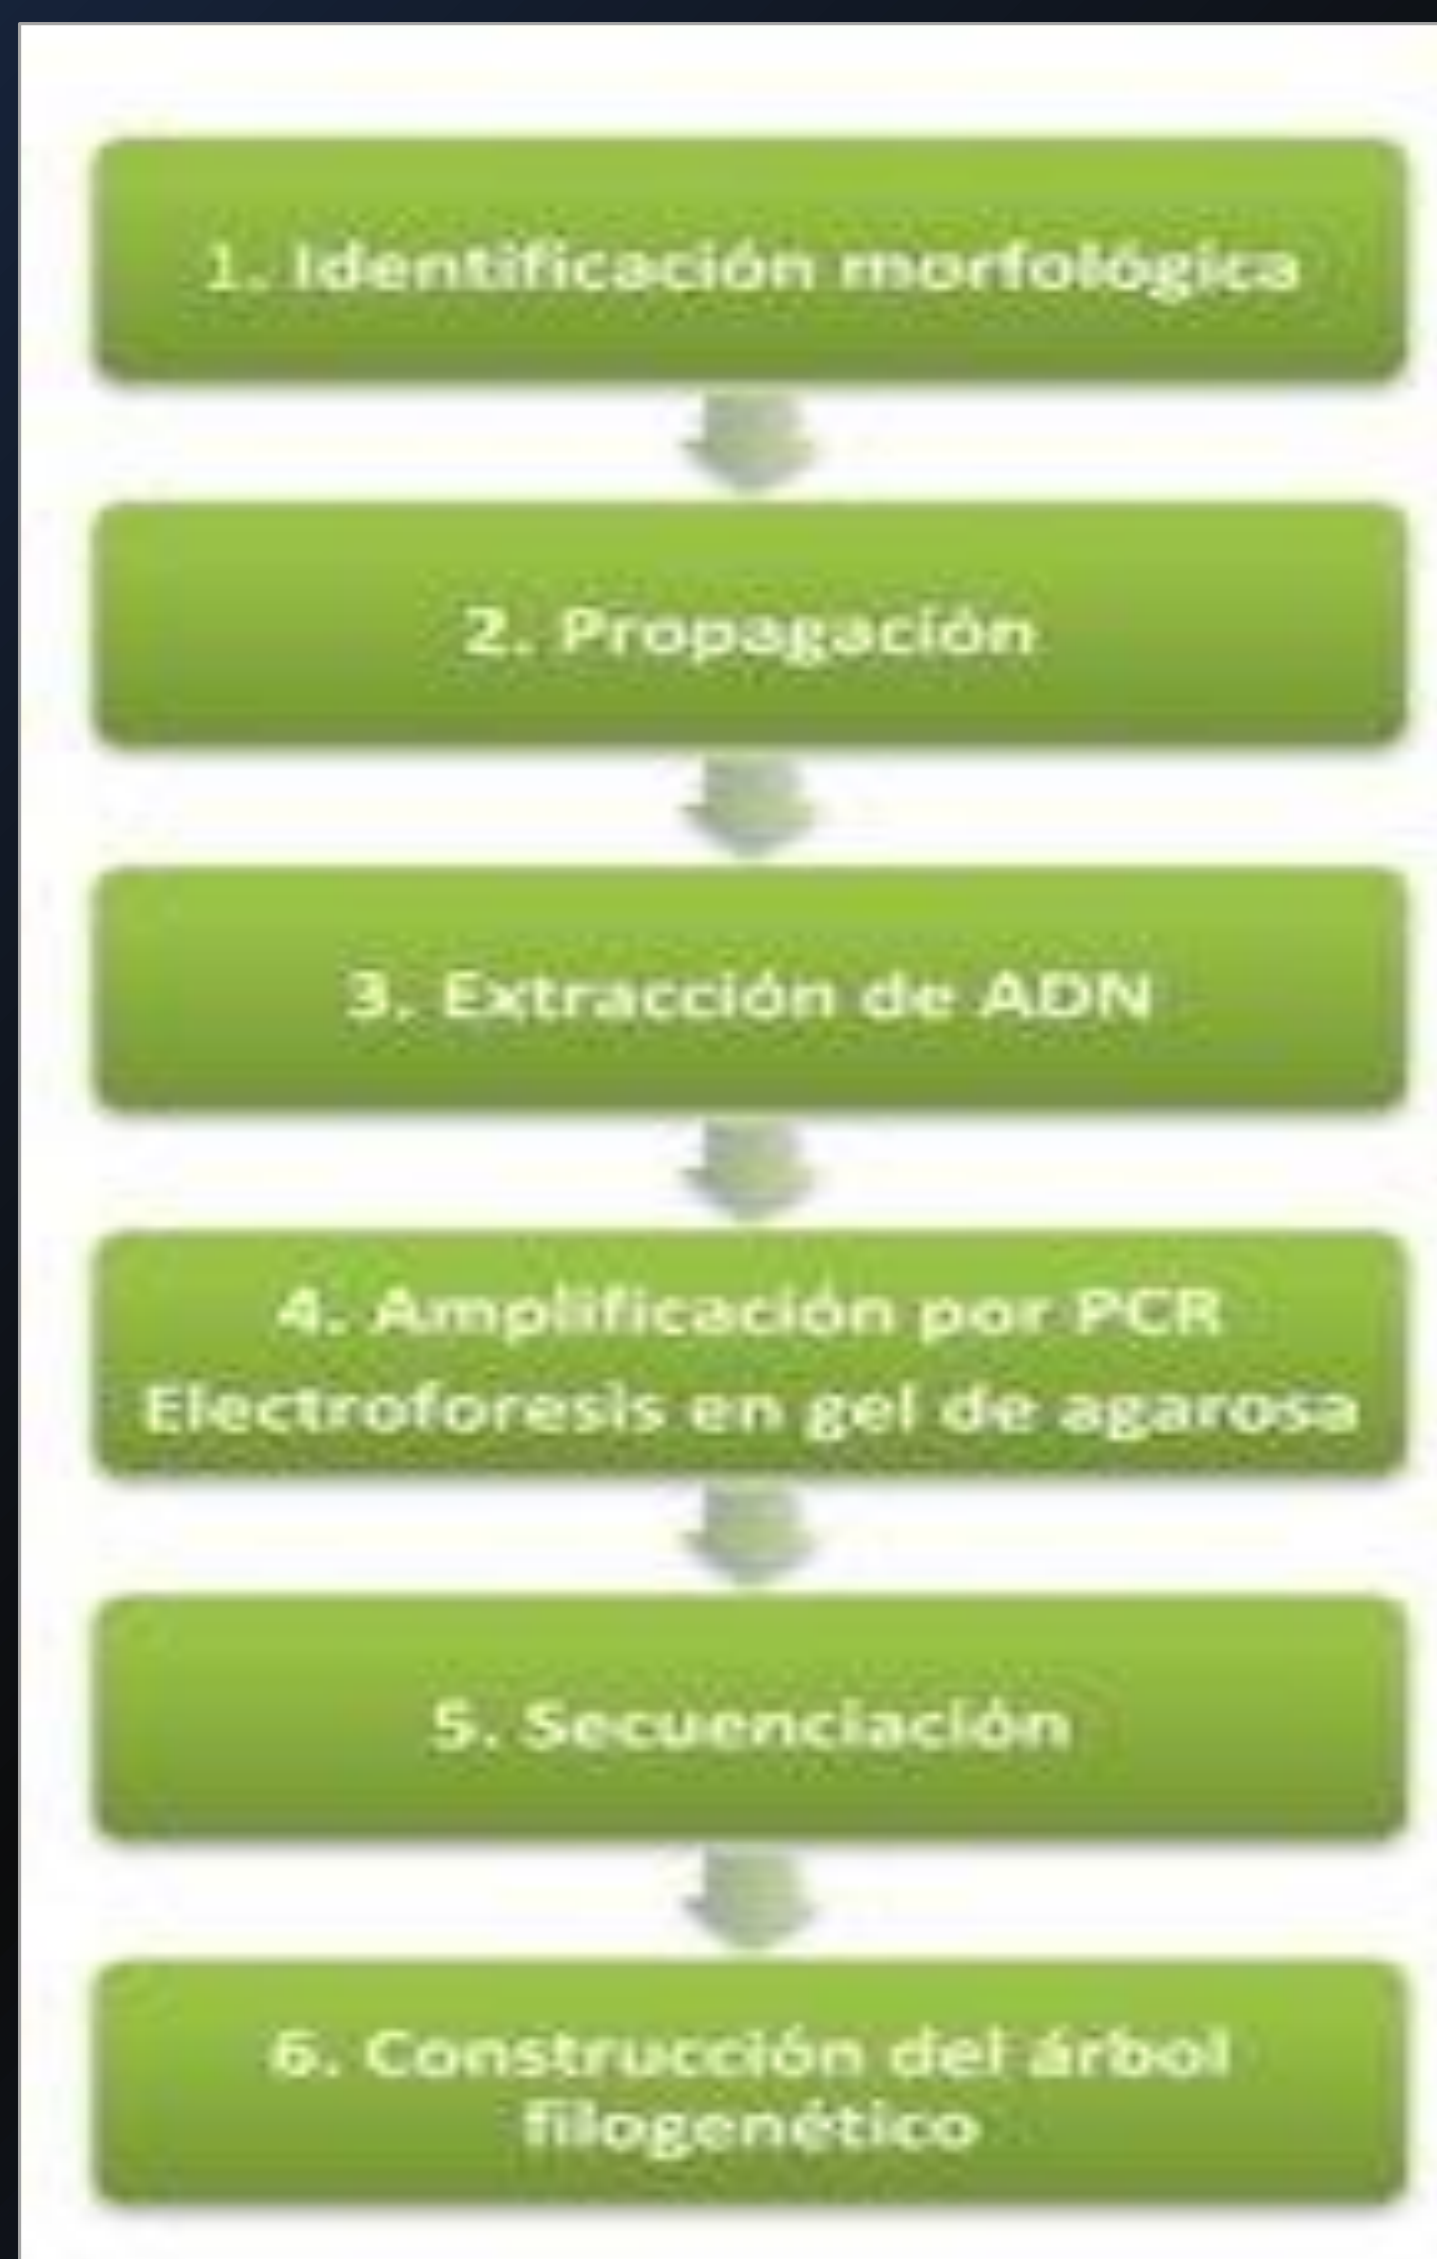 1. Identificación morfológica
2. Propagación
3. Extracción de ADN
4. Amplificación por PCR
Electroforesis en gel de agarosa
5. Secuenciación
6. Construcción del árbol
filogenético